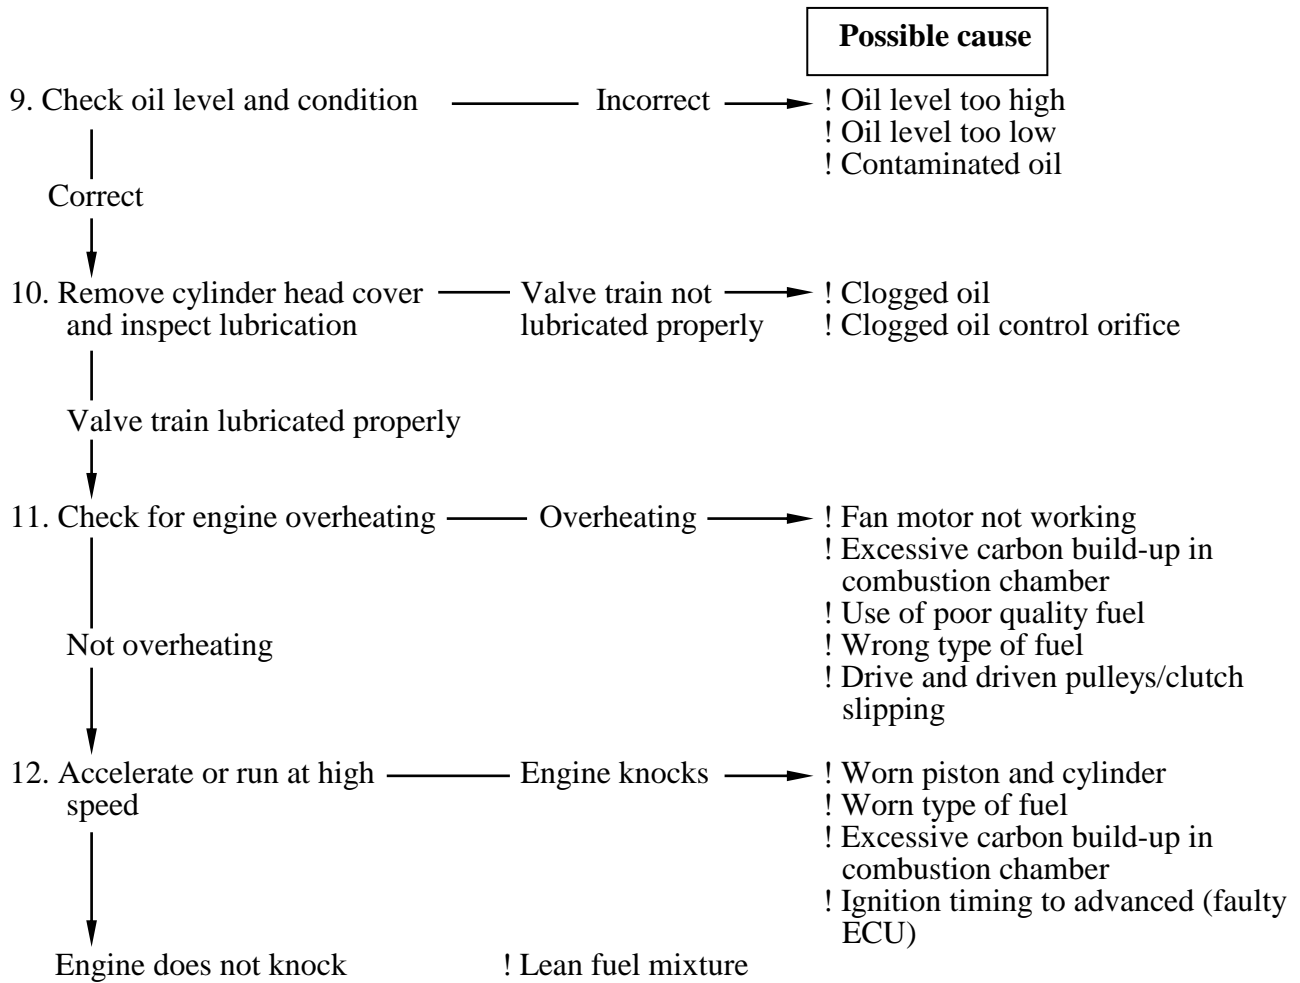 Possible cause
9. Check oil level and condition
Incorrect
! Oil level too high
! Oil level too low
! Contaminated oil
Correct
10. Remove cylinder head cover
and inspect lubrication
Valve train not
lubricated properly
! Clogged oil
! Clogged oil control orifice
Valve train lubricated properly
11. Check for engine overheating
Overheating
! Fan motor not working
! Excessive carbon build-up in
combustion chamber
! Use of poor quality fuel
! Wrong type of fuel
! Drive and driven pulleys/clutch
slipping
Not overheating
12. Accelerate or run at high
speed
Engine knocks
! Worn piston and cylinder
! Worn type of fuel
! Excessive carbon build-up in
combustion chamber
! Ignition timing to advanced (faulty
ECU)
Engine does not knock
! Lean fuel mixture